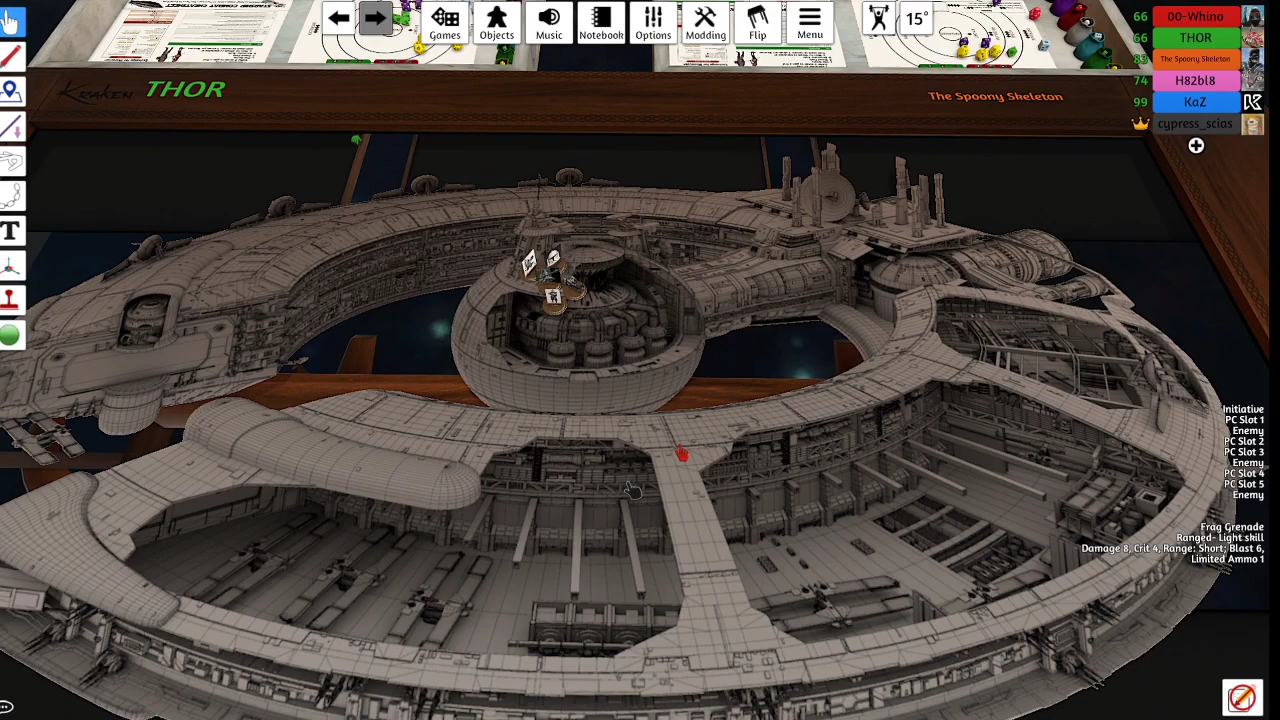 Games
Objects
Music
Notebook
Options
Modding
Flip
Menu
15
66 00-Whino
66 THOR
The Spoony Skeleton
74 H82bl8
99 KaZ
cypress_scias
KRAKEN THOR
The Spoony Skeleton
T
Initiative
PC Slot 1
Enemy
PC Slot 2
PC Slot 3
Enemy
PC Slot 4
PC Slot 5
Enemy
Frag Grenade
Ranged- Light skill
Damage 8, Crit 4, Range: Short; Blast 6,
Limited Ammo 1